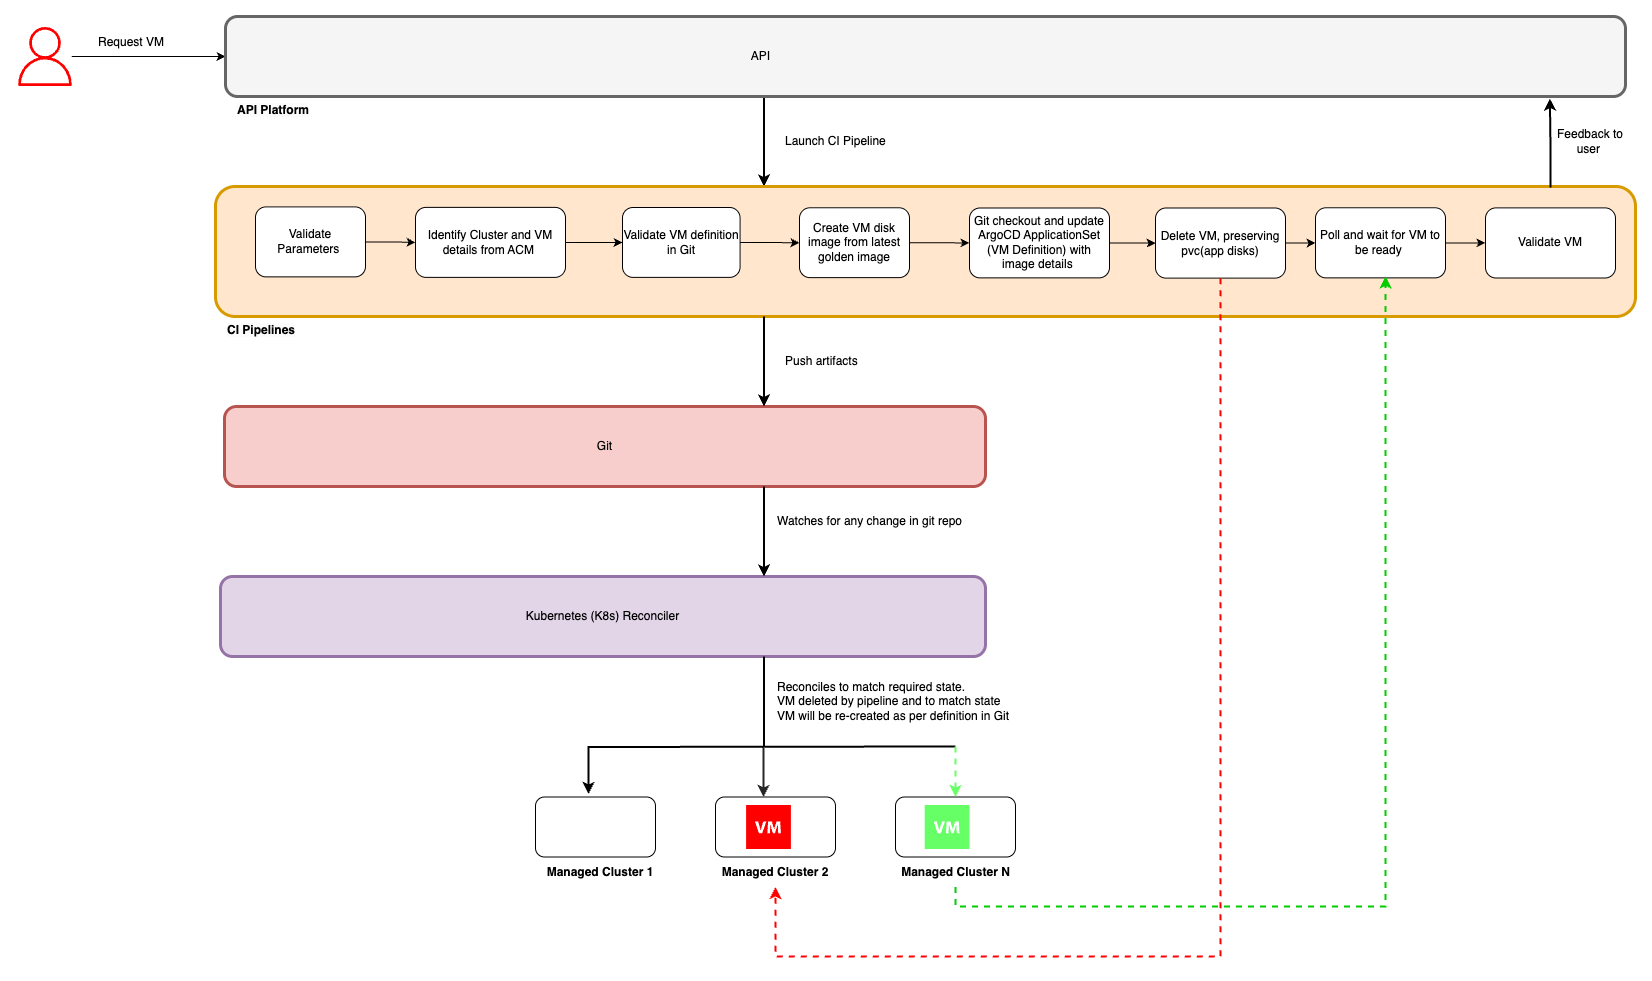 Request VM
API
API Platform
Launch CI Pipeline
Feedback to
user
Validate
Parameters
Identify Cluster and VM
details from ACM
Validate VM definition
in Git
Create VM disk
image from latest
golden image
Git checkout and update
ArgoCD ApplicationSet
(VM Definition) with
image details
Delete VM, preserving
pvc(app disks)
Poll and wait for VM to
be ready
Validate VM
CI Pipelines
Push artifacts
Git
Watches for any change in git repo
Kubernetes (K8s) Reconciler
Reconciles to match required state.
VM deleted by pipeline and to match state
VM will be re-created as per definition in Git
VM
VM
Managed Cluster 1
Managed Cluster 2
Managed Cluster N